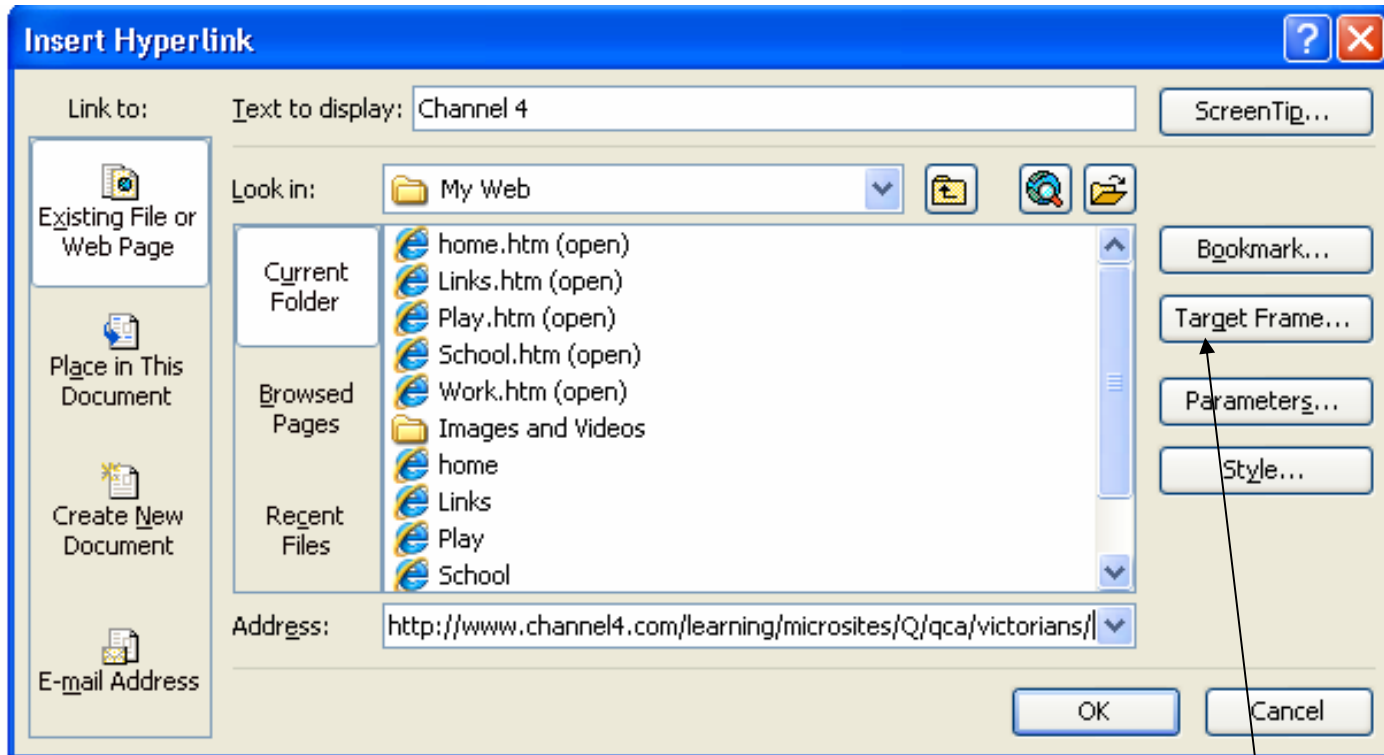 Insert Hyperlink
Link to:
Text to display: Channel 4
ScreenTip...
Existing File or
Web Page
Look in: My Web
Current
Folder
home.htm (open)
Links.htm (open)
Play.htm (open)
School.htm (open)
Work.htm (open)
Images and Videos
home
Links
Play
School
Bookmark...
Target Frame...
Parameters...
Style...
Place in This
Document
Browsed
Pages
Create New
Document
Recent
Files
Address: http://www.channel4.com/learning/microsites/Q/qca/victorians/
E-mail Address
OK
Cancel